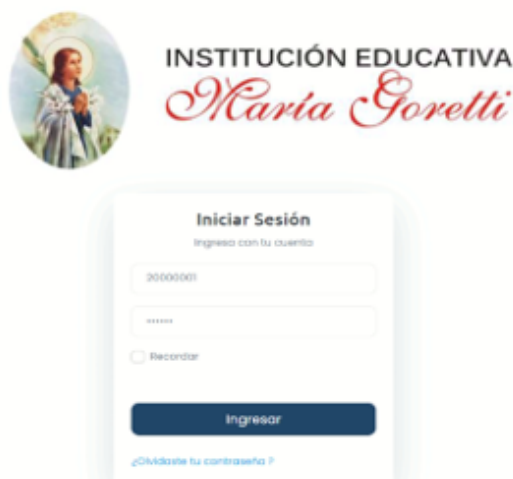 INSTITUCIÓN EDUCATIVA
María Goretti
Iniciar Sesión
Ingresa con tu cuenta
20000001
••••••
Recordar
Ingresar
¿Olvidaste tu contraseña ?